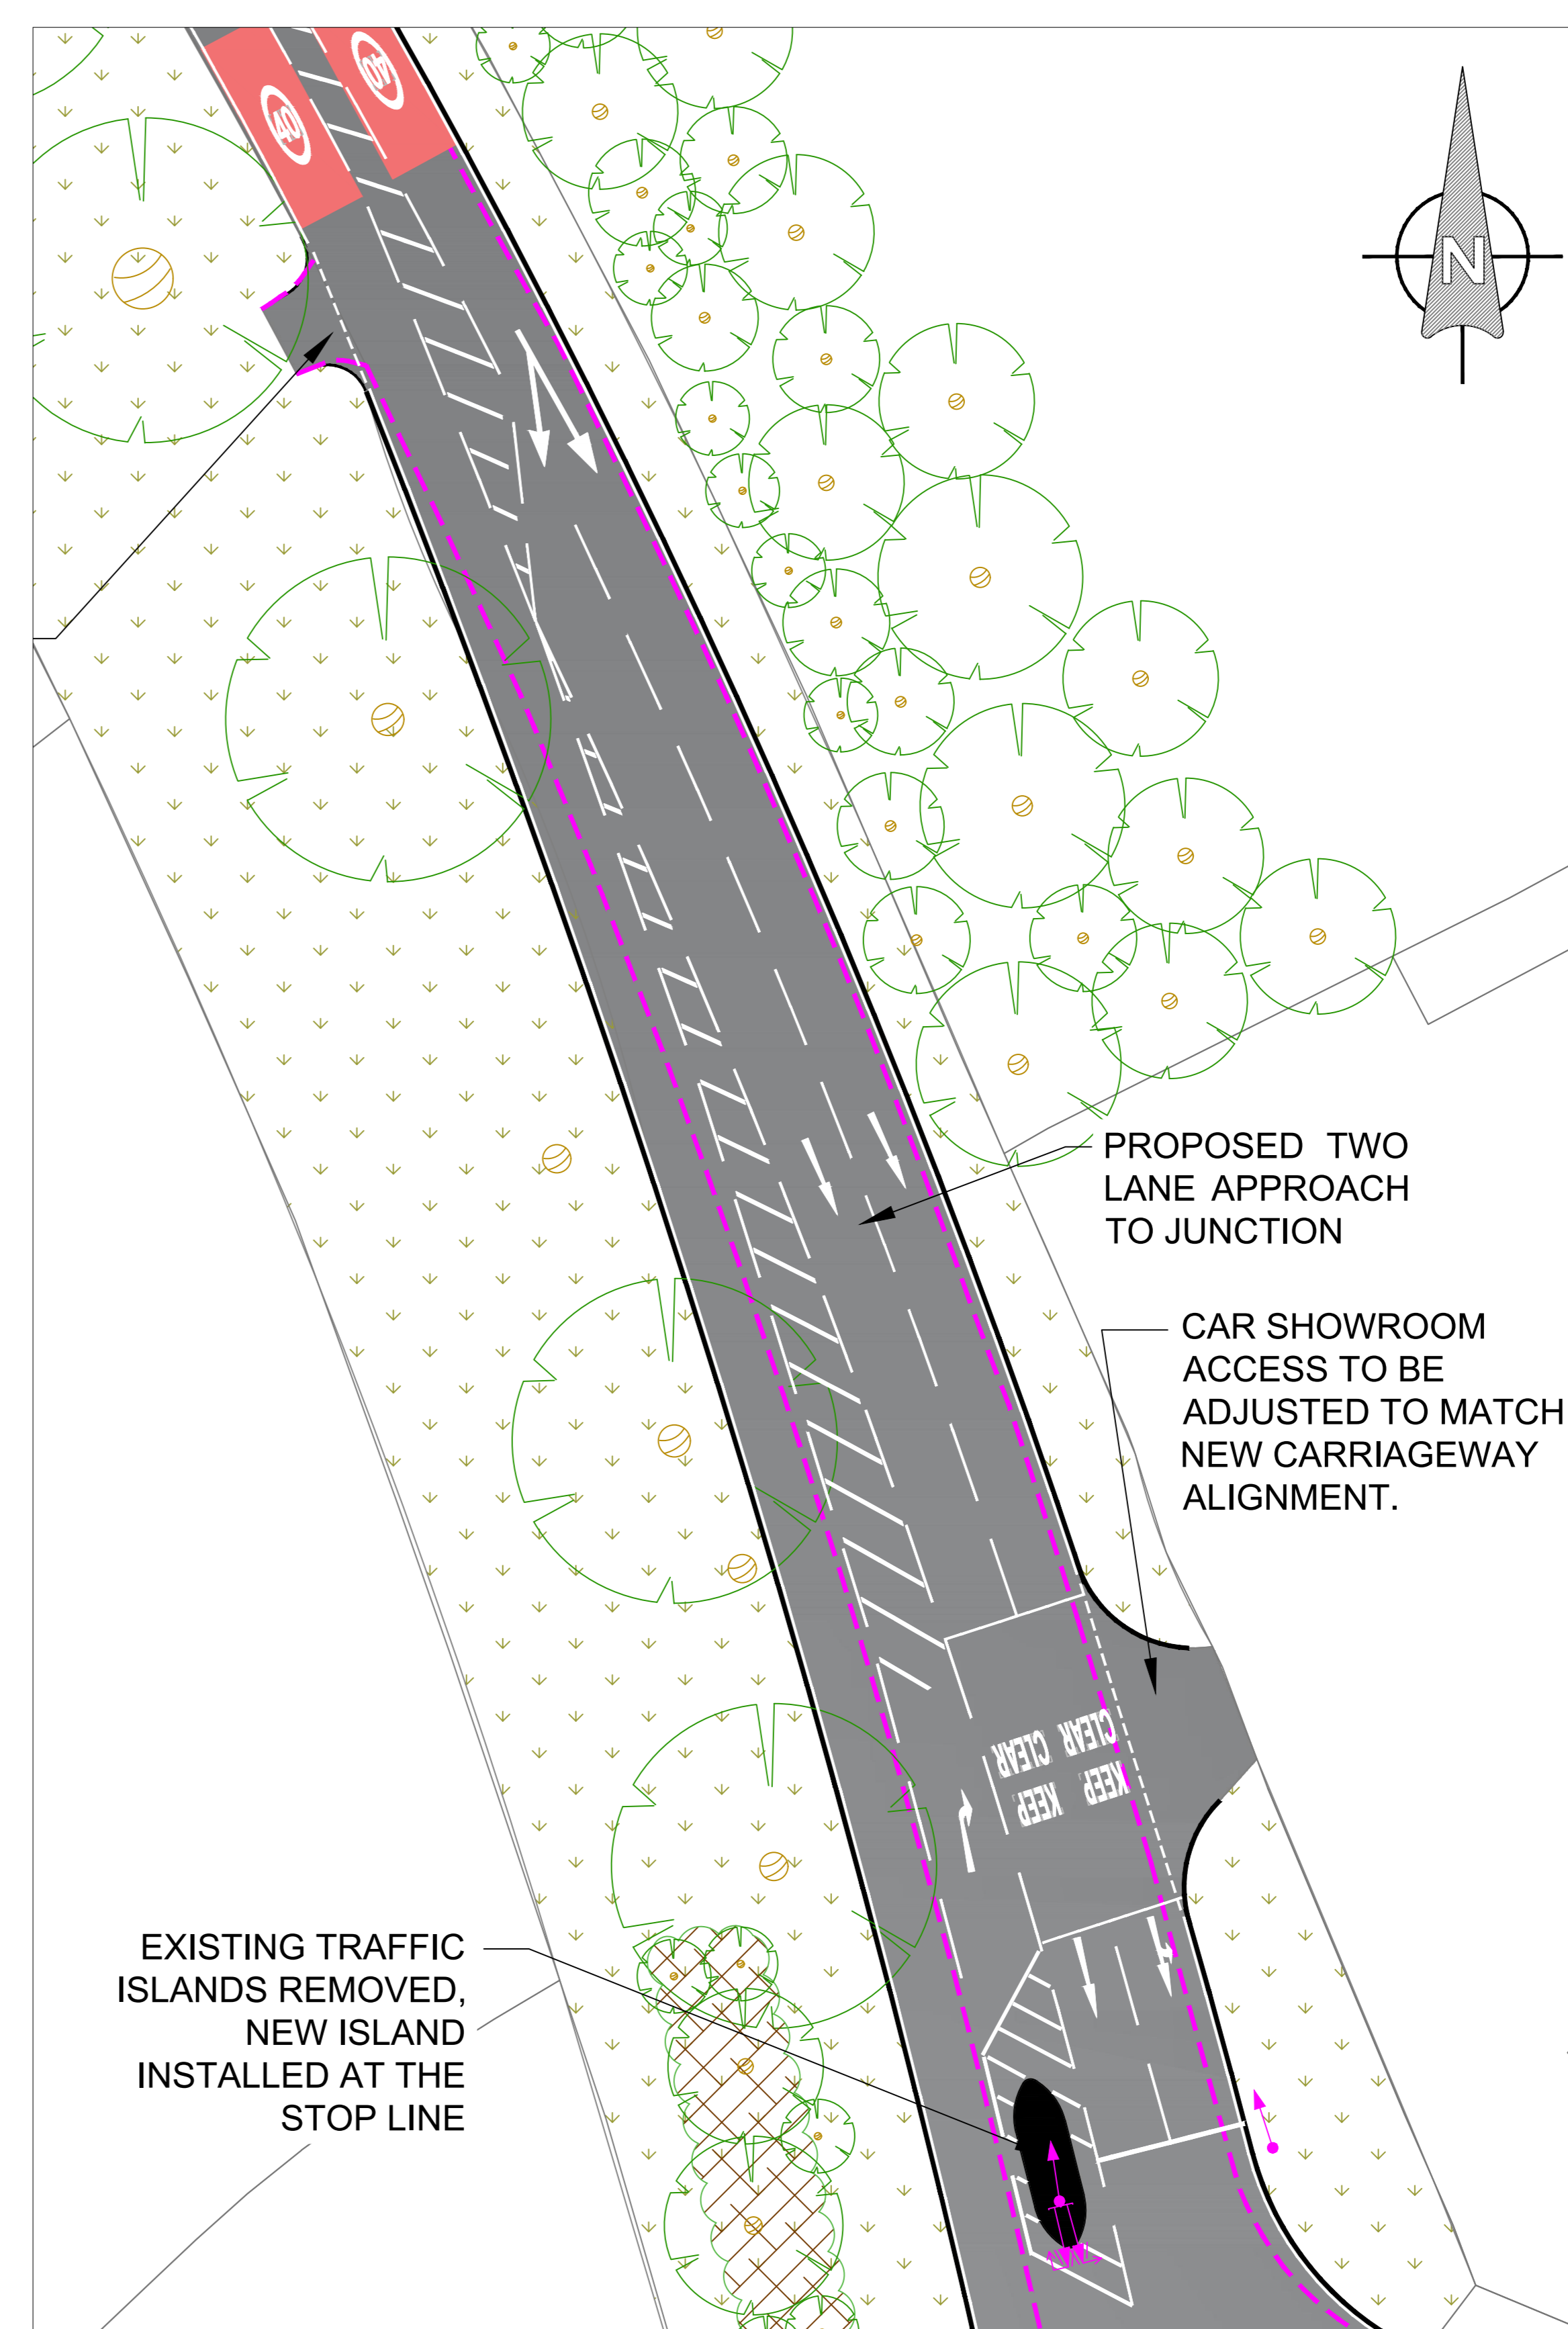 40
40
N
PROPOSED TWO
LANE APPROACH
TO JUNCTION
CAR SHOWROOM
ACCESS TO BE
ADJUSTED TO MATCH
NEW CARRIAGEWAY
ALIGNMENT.
KEEP KEEP
CLEAR CLEAR
EXISTING TRAFFIC
ISLANDS REMOVED,
NEW ISLAND
INSTALLED AT THE
STOP LINE